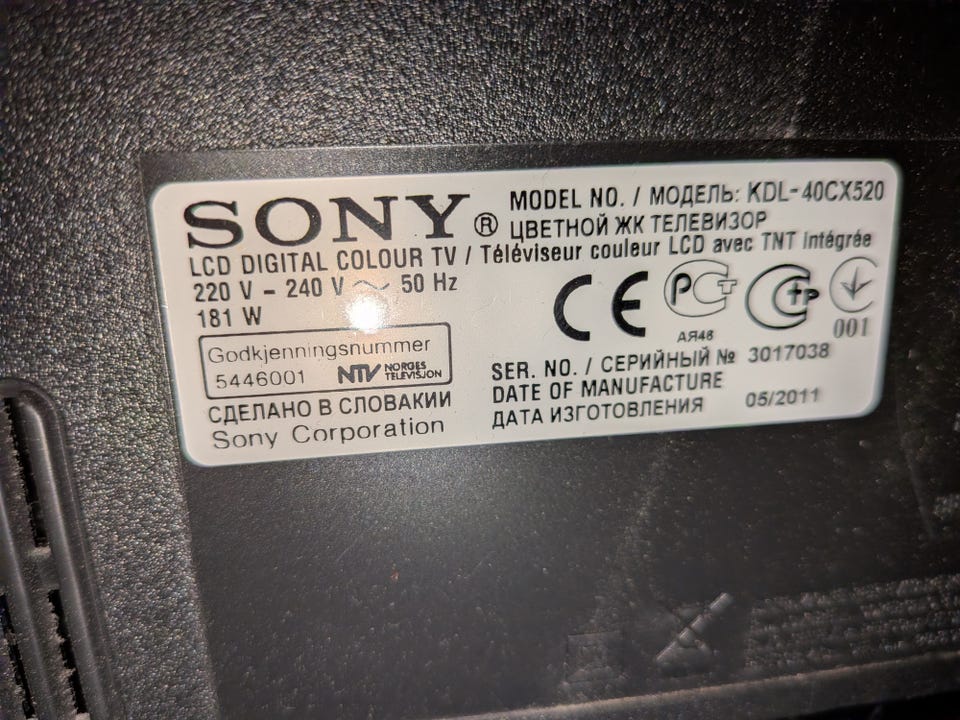 SONY®
MODEL NO. / МОДЕЛЬ: KDL-40CX520
ЦВЕТНОЙ ЖК ТЕЛЕВИЗОР
LCD DIGITAL COLOUR TV / Téléviseur couleur LCD avec TNT Intégrée
220 V - 240 V ~ 50 Hz
181 W
CE
РСТ
АЯ46
СТР
001
Godkjenningsnummer
5446001 NTV NORGES TELEVISJON
СДЕЛАНО В СЛОВАКИИ
Sony Corporation
SER. NO. / СЕРИЙНЫЙ № 3017038
DATE OF MANUFACTURE
ДАТА ИЗГОТОВЛЕНИЯ 05/2011